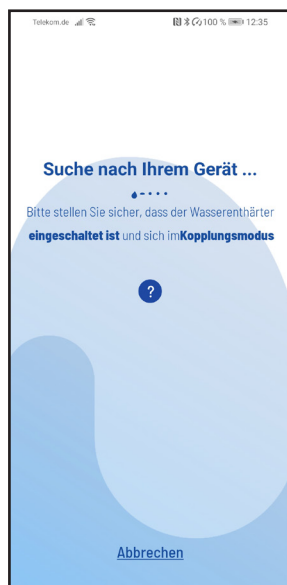 Telekom.de 100 % 12:35
Suche nach Ihrem Gerät ...
Bitte stellen Sie sicher, dass der Wasserenthärter
eingeschaltet ist und sich imKopplungsmodus
?
Abbrechen